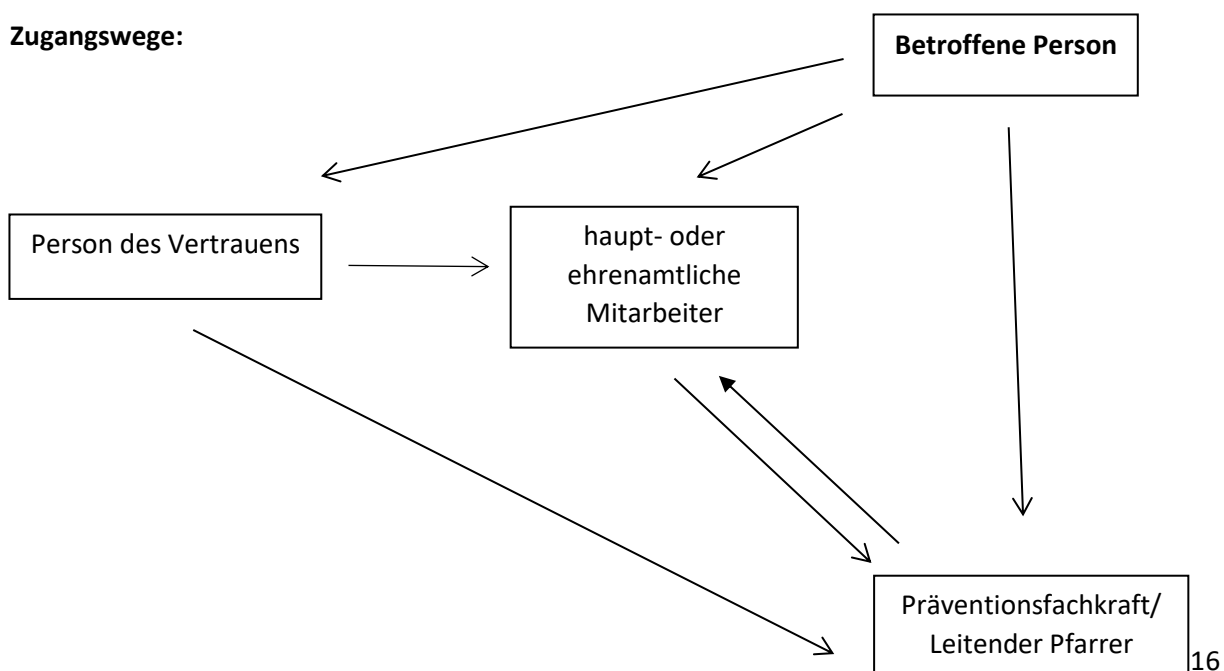 Zugangswege:
Betroffene Person
Person des Vertrauens
haupt- oder
ehrenamtliche
Mitarbeiter
Präventionsfachkraft/
Leitender Pfarrer
16